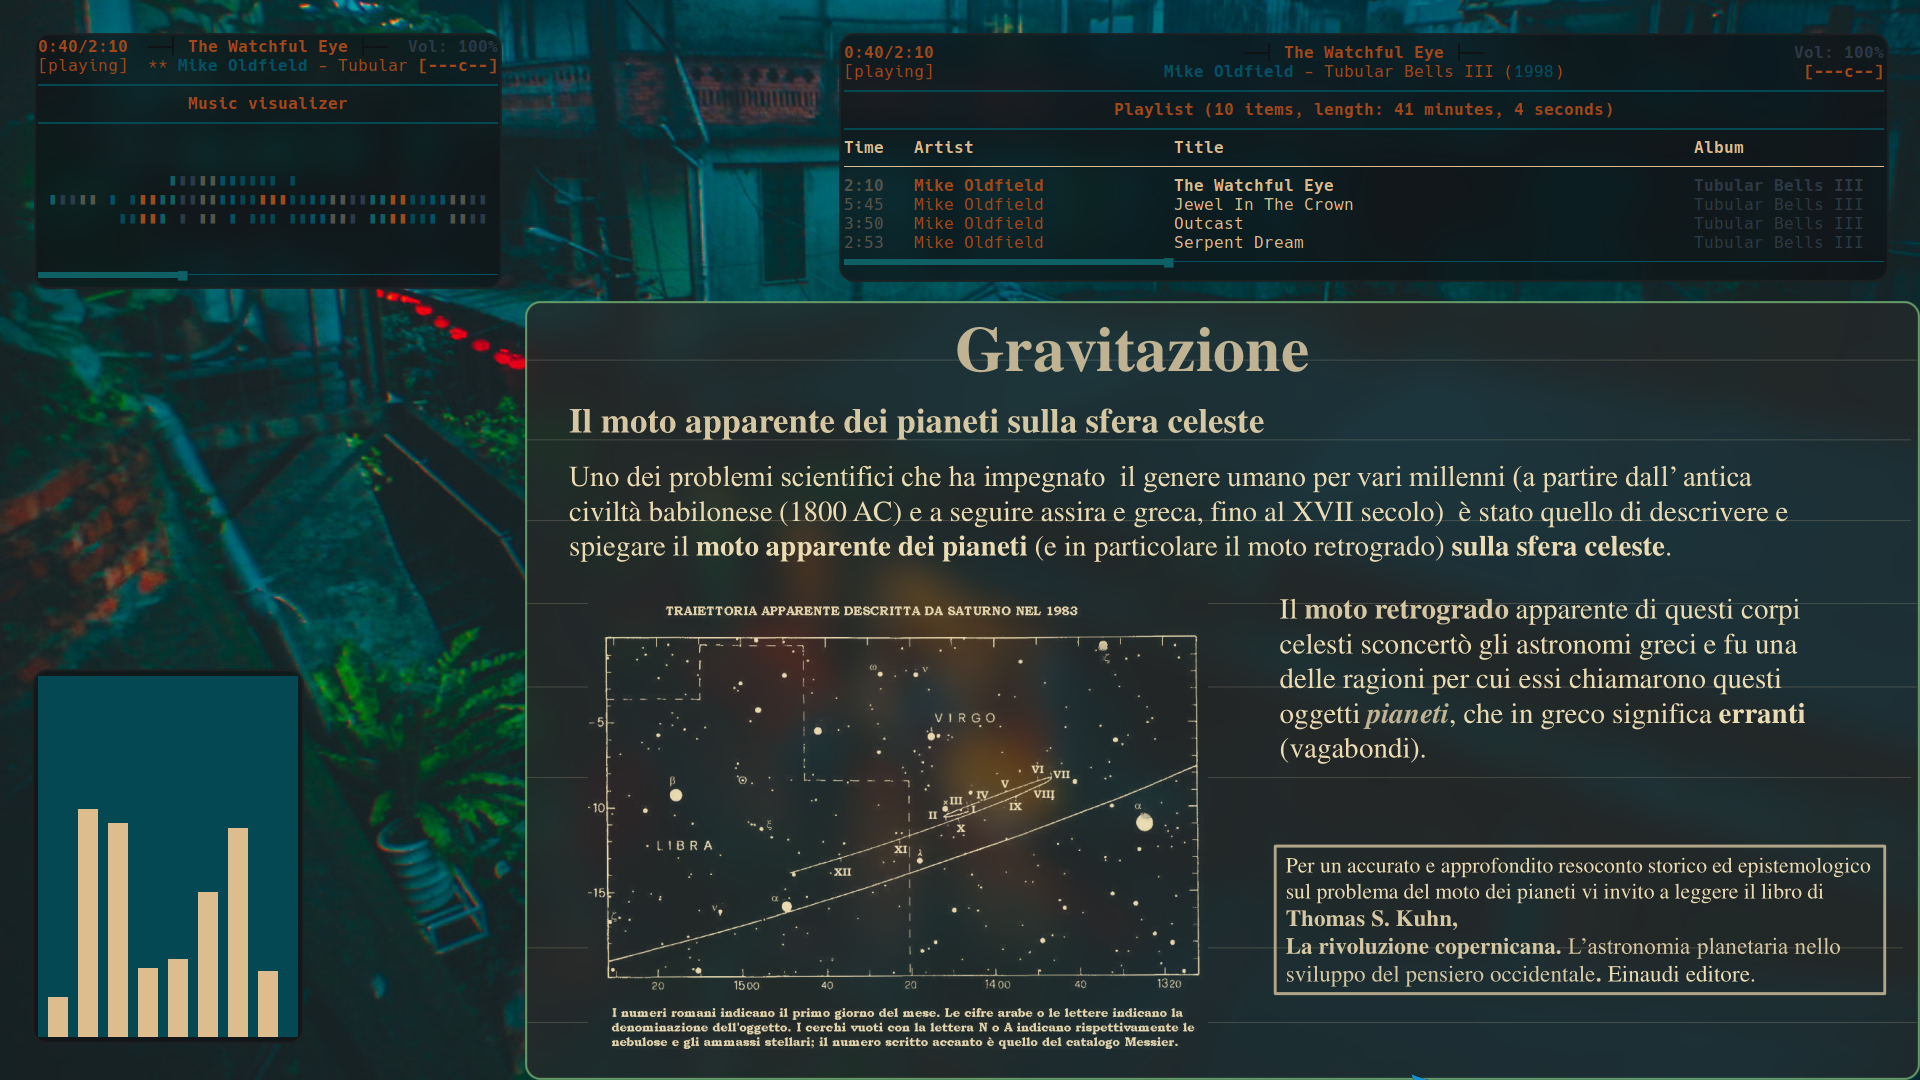 0:40/2:10 ──┤ The Watchful Eye ├── Vol: 100%
[playing] ** Mike Oldfield – Tubular [---c--]
Music visualizer
0:40/2:10 ──┤ The Watchful Eye ├── Vol: 100%
[playing] Mike Oldfield – Tubular Bells III (1998) [---c--]
Playlist (10 items, length: 41 minutes, 4 seconds)
Time Artist Title Album
2:10 Mike Oldfield The Watchful Eye Tubular Bells III
5:45 Mike Oldfield Jewel In The Crown Tubular Bells III
3:50 Mike Oldfield Outcast Tubular Bells III
2:53 Mike Oldfield Serpent Dream Tubular Bells III
Gravitazione
Il moto apparente dei pianeti sulla sfera celeste
Uno dei problemi scientifici che ha impegnato il genere umano per vari millenni (a partire dall’ antica
civiltà babilonese (1800 AC) e a seguire assira e greca, fino al XVII secolo) è stato quello di descrivere e
spiegare il moto apparente dei pianeti (e in particolare il moto retrogrado) sulla sfera celeste.
TRAIETTORIA APPARENTE DESCRITTA DA SATURNO NEL 1983
ω ν ζ
-5
VIRGO
VI VII
β
V
III IV VIII
-10
II I IX
α
X
ξ
LIBRA
XI λ
XII
-15
α
ν
ζ
20 1500 40 20 1400 40 1320
I numeri romani indicano il primo giorno del mese. Le cifre arabe o le lettere indicano la
denominazione dell'oggetto. I cerchi vuoti con la lettera N o A indicano rispettivamente le
nebulose e gli ammassi stellari; il numero scritto accanto è quello del catalogo Messier.
Il moto retrogrado apparente di questi corpi
celesti sconcertò gli astronomi greci e fu una
delle ragioni per cui essi chiamarono questi
oggetti pianeti, che in greco significa erranti
(vagabondi).
Per un accurato e approfondito resoconto storico ed epistemologico
sul problema del moto dei pianeti vi invito a leggere il libro di
Thomas S. Kuhn,
La rivoluzione copernicana. L’astronomia planetaria nello
sviluppo del pensiero occidentale. Einaudi editore.